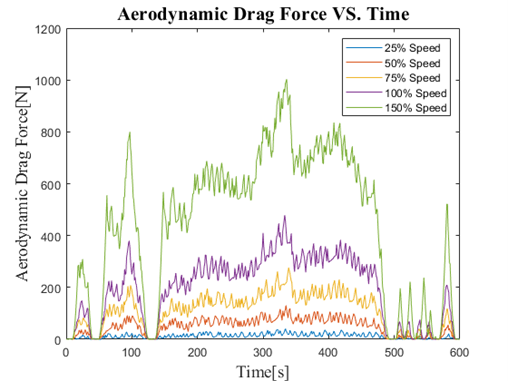 Aerodynamic Drag Force VS. Time
1200
1000
800
600
400
200
0
Aerodynamic Drag Force[N]
25% Speed
50% Speed
75% Speed
100% Speed
150% Speed
0 100 200 300 400 500 600
Time[s]